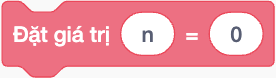 Đặt giá trị n = 0